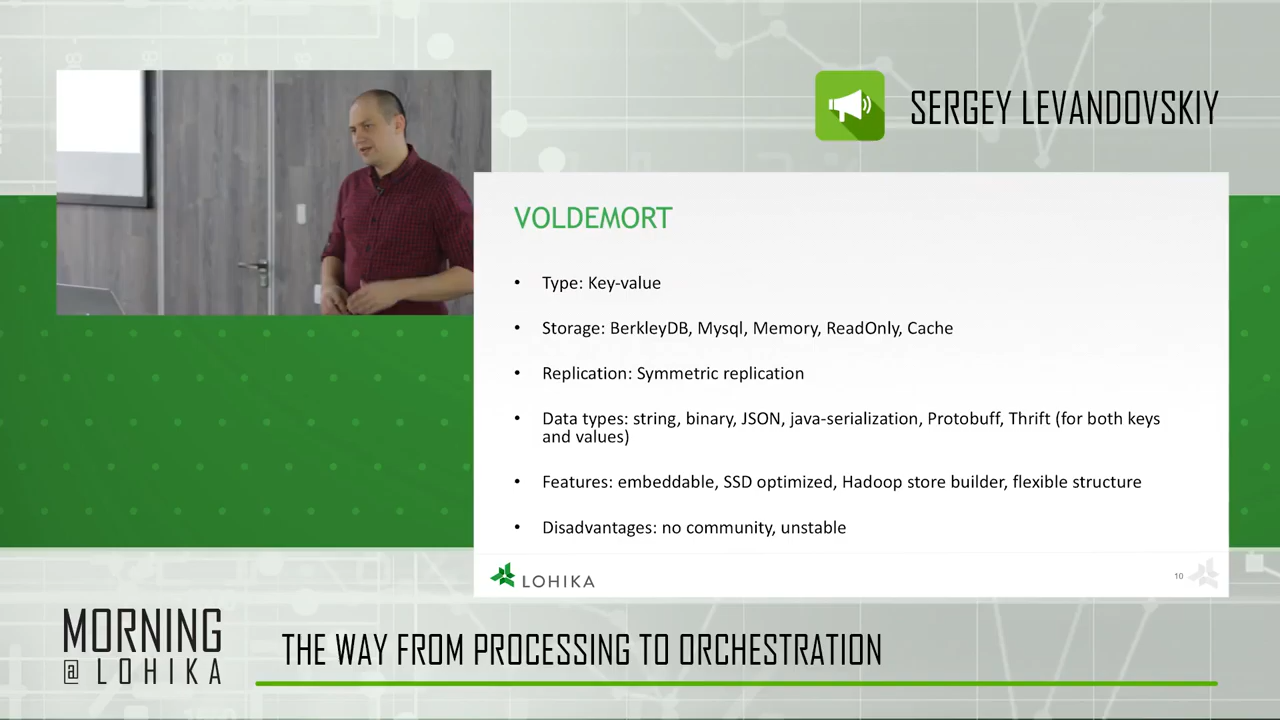 SERGEY LEVANDOVSKIY
VOLDEMORT
• Type: Key-value
• Storage: BerkleyDB, Mysql, Memory, ReadOnly, Cache
• Replication: Symmetric replication
• Data types: string, binary, JSON, java-serialization, Protobuff, Thrift (for both keys
and values)
• Features: embeddable, SSD optimized, Hadoop store builder, flexible structure
• Disadvantages: no community, unstable
LOHIKA
10
MORNING
@ LOHIKA
THE WAY FROM PROCESSING TO ORCHESTRATION